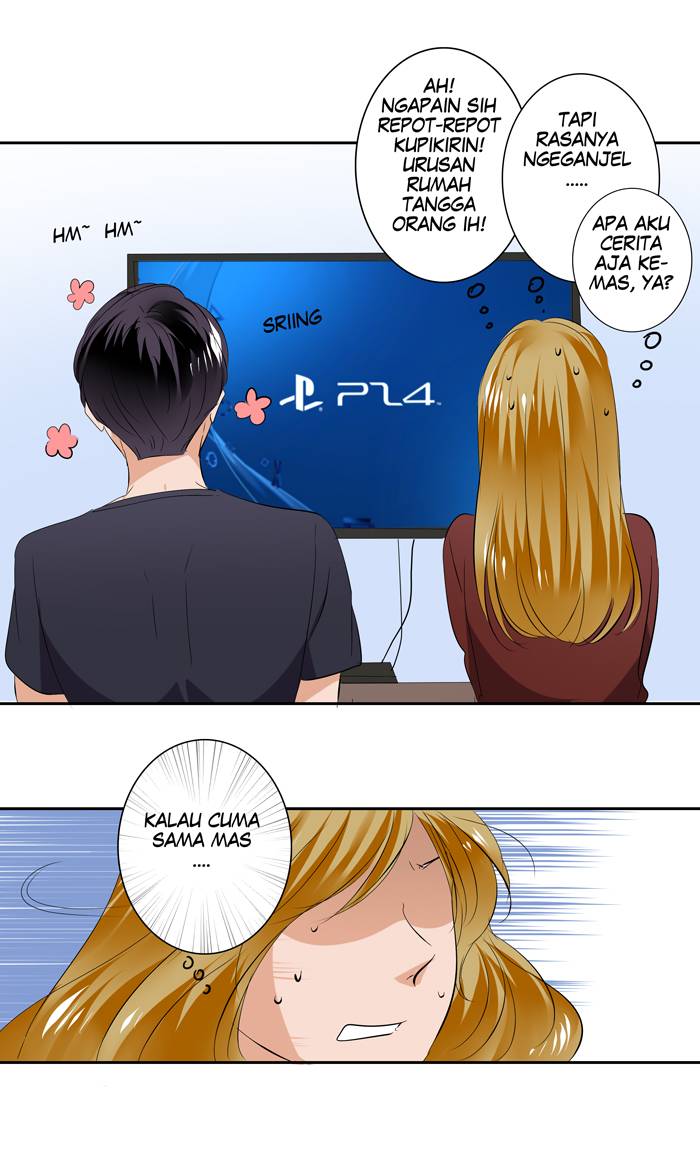 AH!
NGAPAIN SIH
REPOT-REPOT
KUPIKIRIN!
URUSAN
RUMAH
TANGGA
ORANG IH!
TAPI
RASANYA
NGEGANJEL
.....
APA AKU
CERITA
AJA KE-
MAS, YA?
HM~ HM~
SRIING
PS4™
KALAU CUMA
SAMA MAS
....